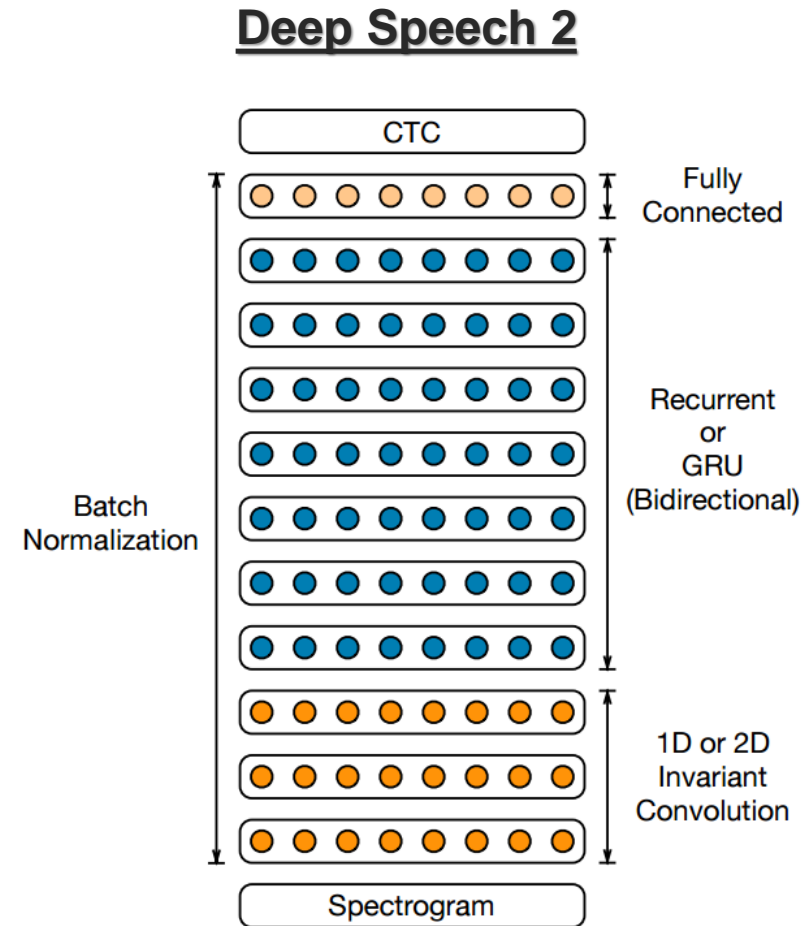 Deep Speech 2
CTC
Fully
Connected
Recurrent
or
GRU
(Bidirectional)
Batch
Normalization
1D or 2D
Invariant
Convolution
Spectrogram